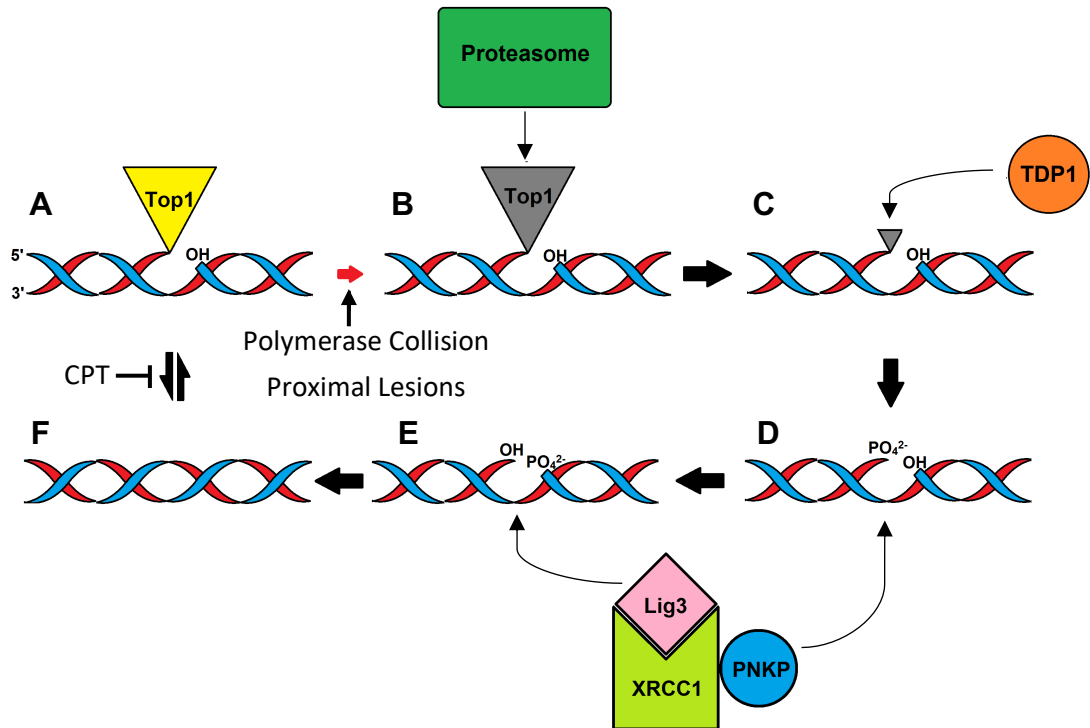 Proteasome
A
Top1
OH
5'
3'
B
Top1
OH
C
TDP1
OH
Polymerase Collision
Proximal Lesions
CPT
F
E
OH
PO₄²⁻
D
PO₄²⁻
OH
Lig3
XRCC1
PNKP